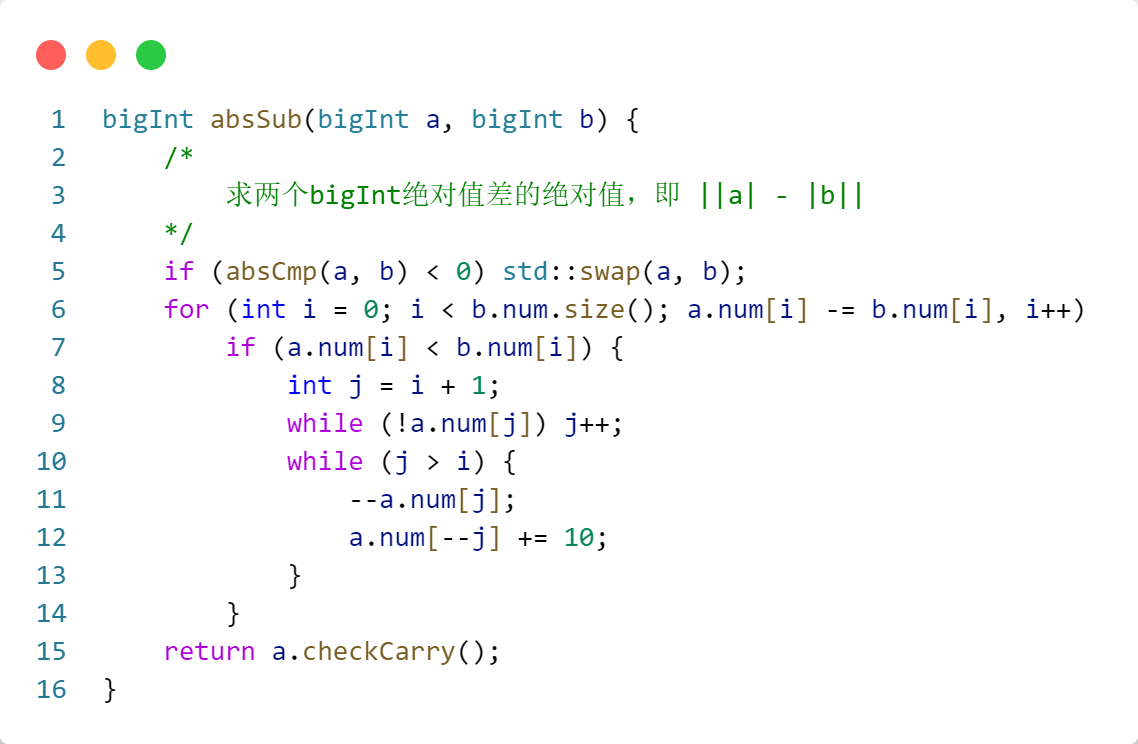 1 bigInt absSub(bigInt a, bigInt b) {
2     /*
3         求两个bigInt绝对值差的绝对值，即 ||a| - |b||
4     */
5     if (absCmp(a, b) < 0) std::swap(a, b);
6     for (int i = 0; i < b.num.size(); a.num[i] -= b.num[i], i++)
7         if (a.num[i] < b.num[i]) {
8             int j = i + 1;
9             while (!a.num[j]) j++;
10             while (j > i) {
11                 --a.num[j];
12                 a.num[--j] += 10;
13             }
14         }
15     return a.checkCarry();
16 }